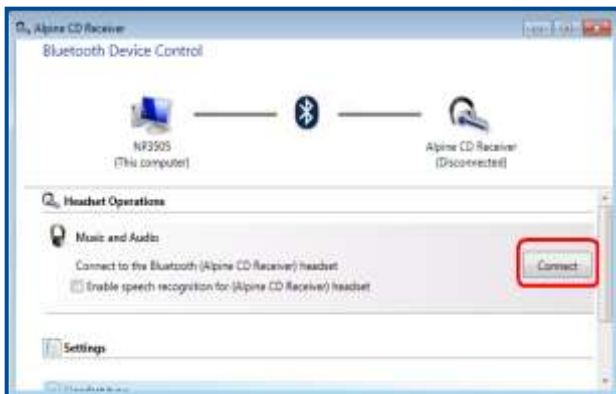 Alpine CD Receiver
Bluetooth Device Control
NP350S
(This computer)
Alpine CD Receiver
(Disconnected)
Headset Operations
Music and Audio
Connect to the Bluetooth (Alpine CD Receiver) headset
Connect
Enable speech recognition for (Alpine CD Receiver) headset
Settings